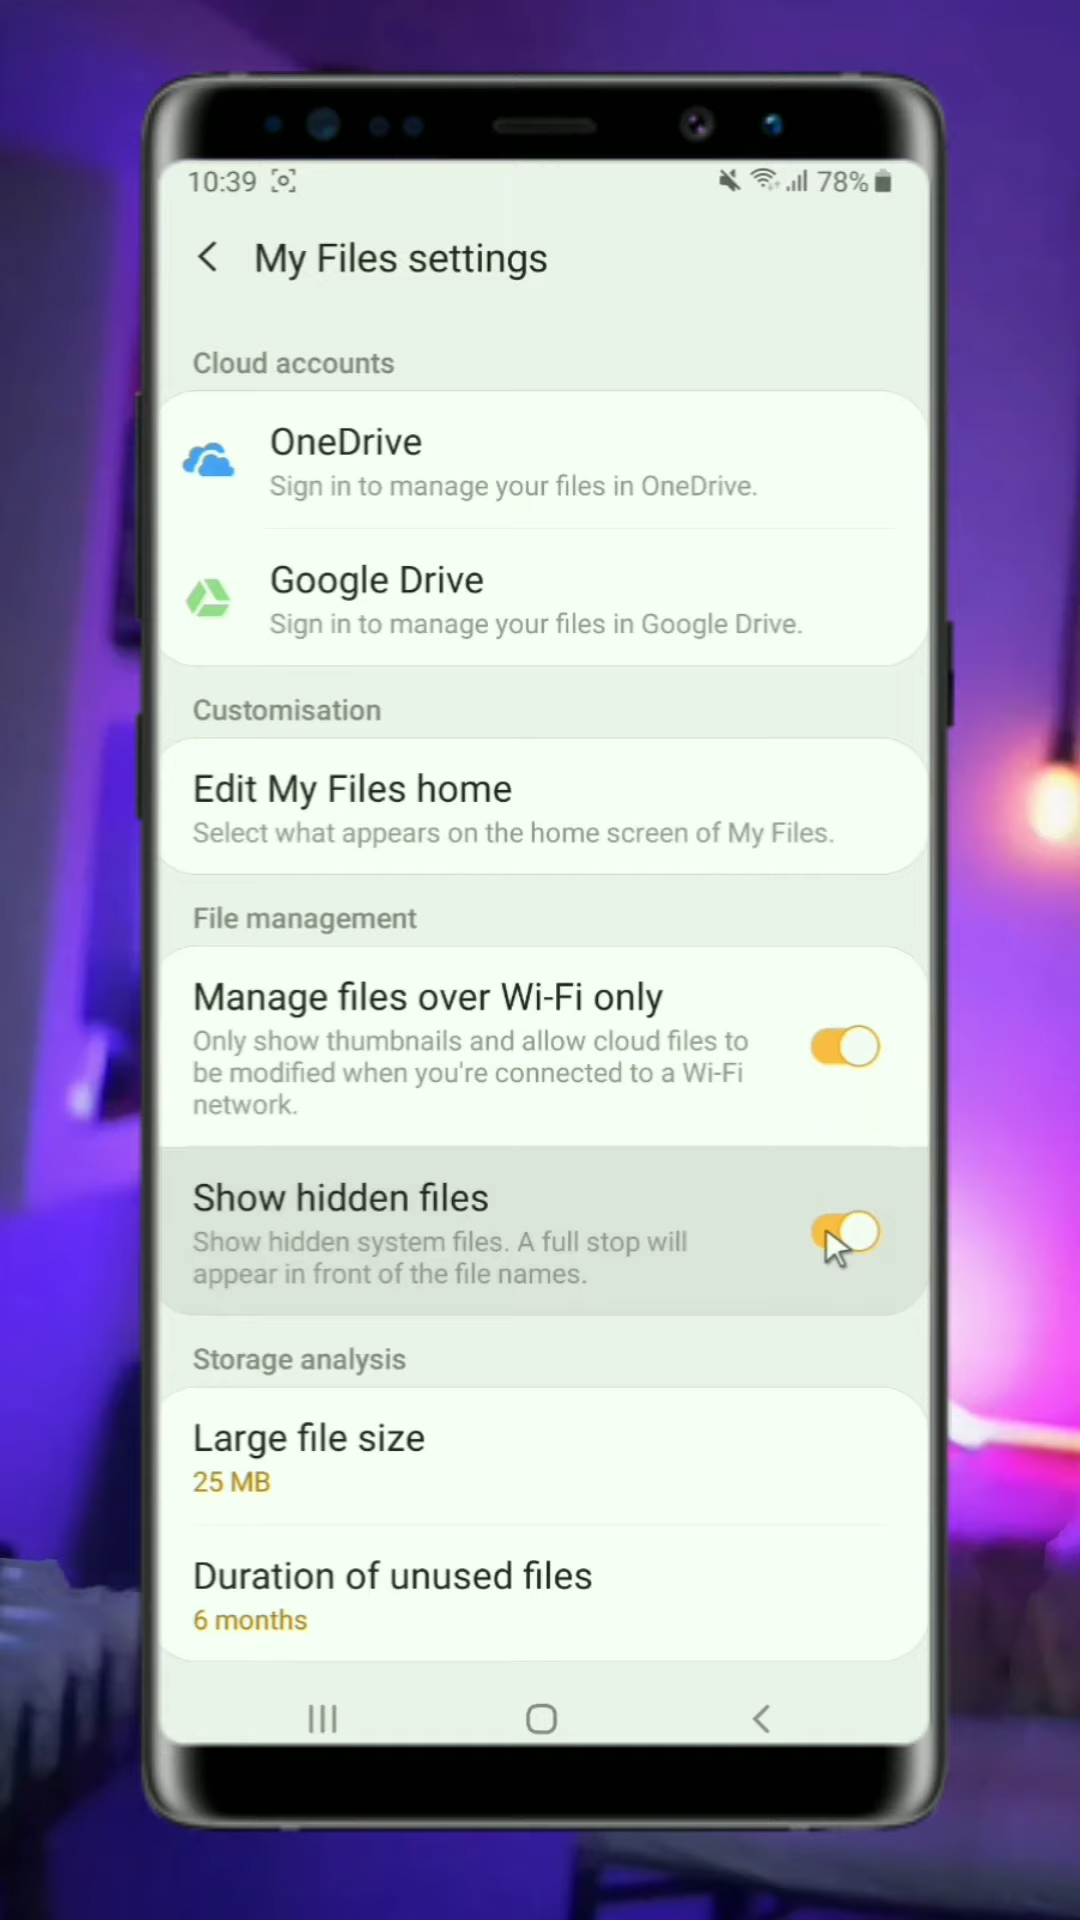 10:39 78%
My Files settings
Cloud accounts
OneDrive
Sign in to manage your files in OneDrive.
Google Drive
Sign in to manage your files in Google Drive.
Customisation
Edit My Files home
Select what appears on the home screen of My Files.
File management
Manage files over Wi-Fi only
Only show thumbnails and allow cloud files to
be modified when you're connected to a Wi-Fi
network.
Show hidden files
Show hidden system files. A full stop will
appear in front of the file names.
Storage analysis
Large file size
25 MB
Duration of unused files
6 months